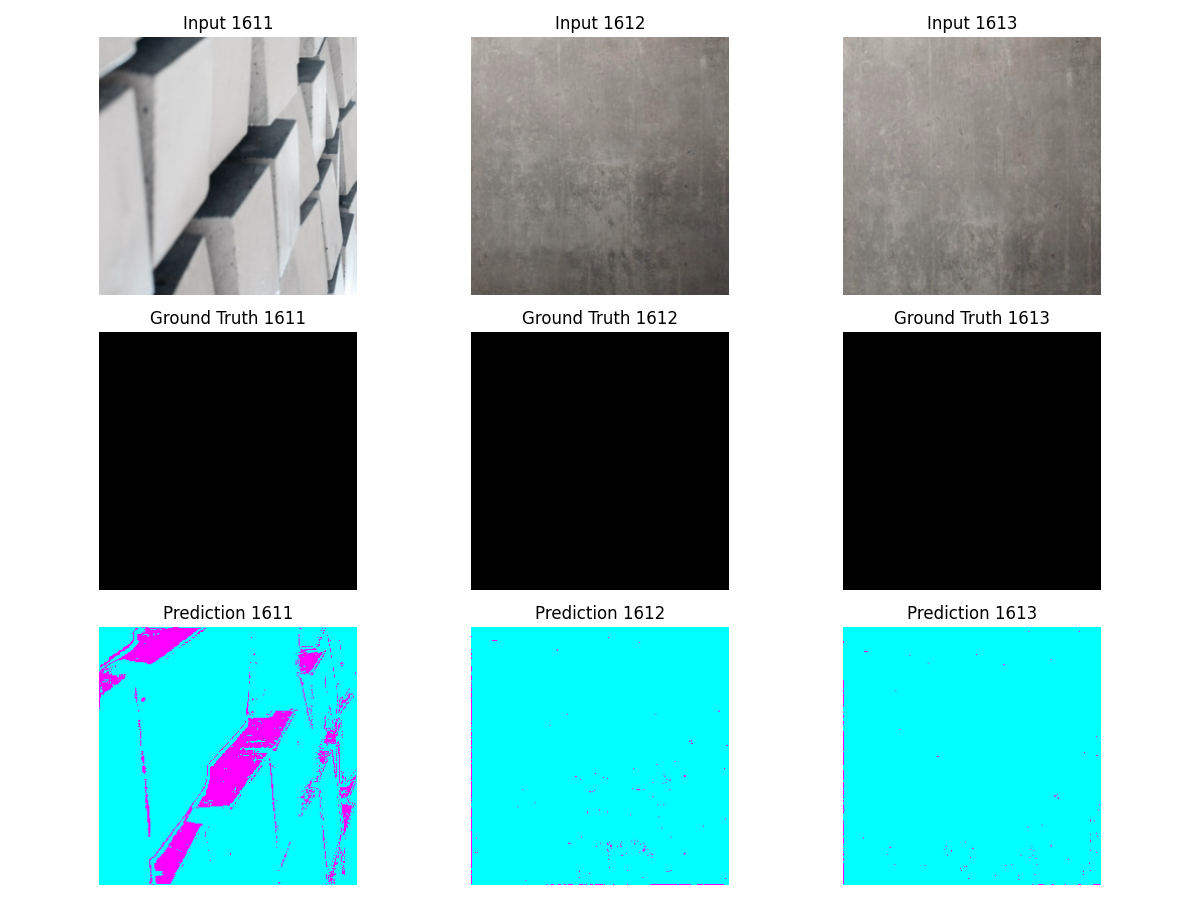 Input 1611
Input 1612
Input 1613
Ground Truth 1611
Ground Truth 1612
Ground Truth 1613
Prediction 1611
Prediction 1612
Prediction 1613